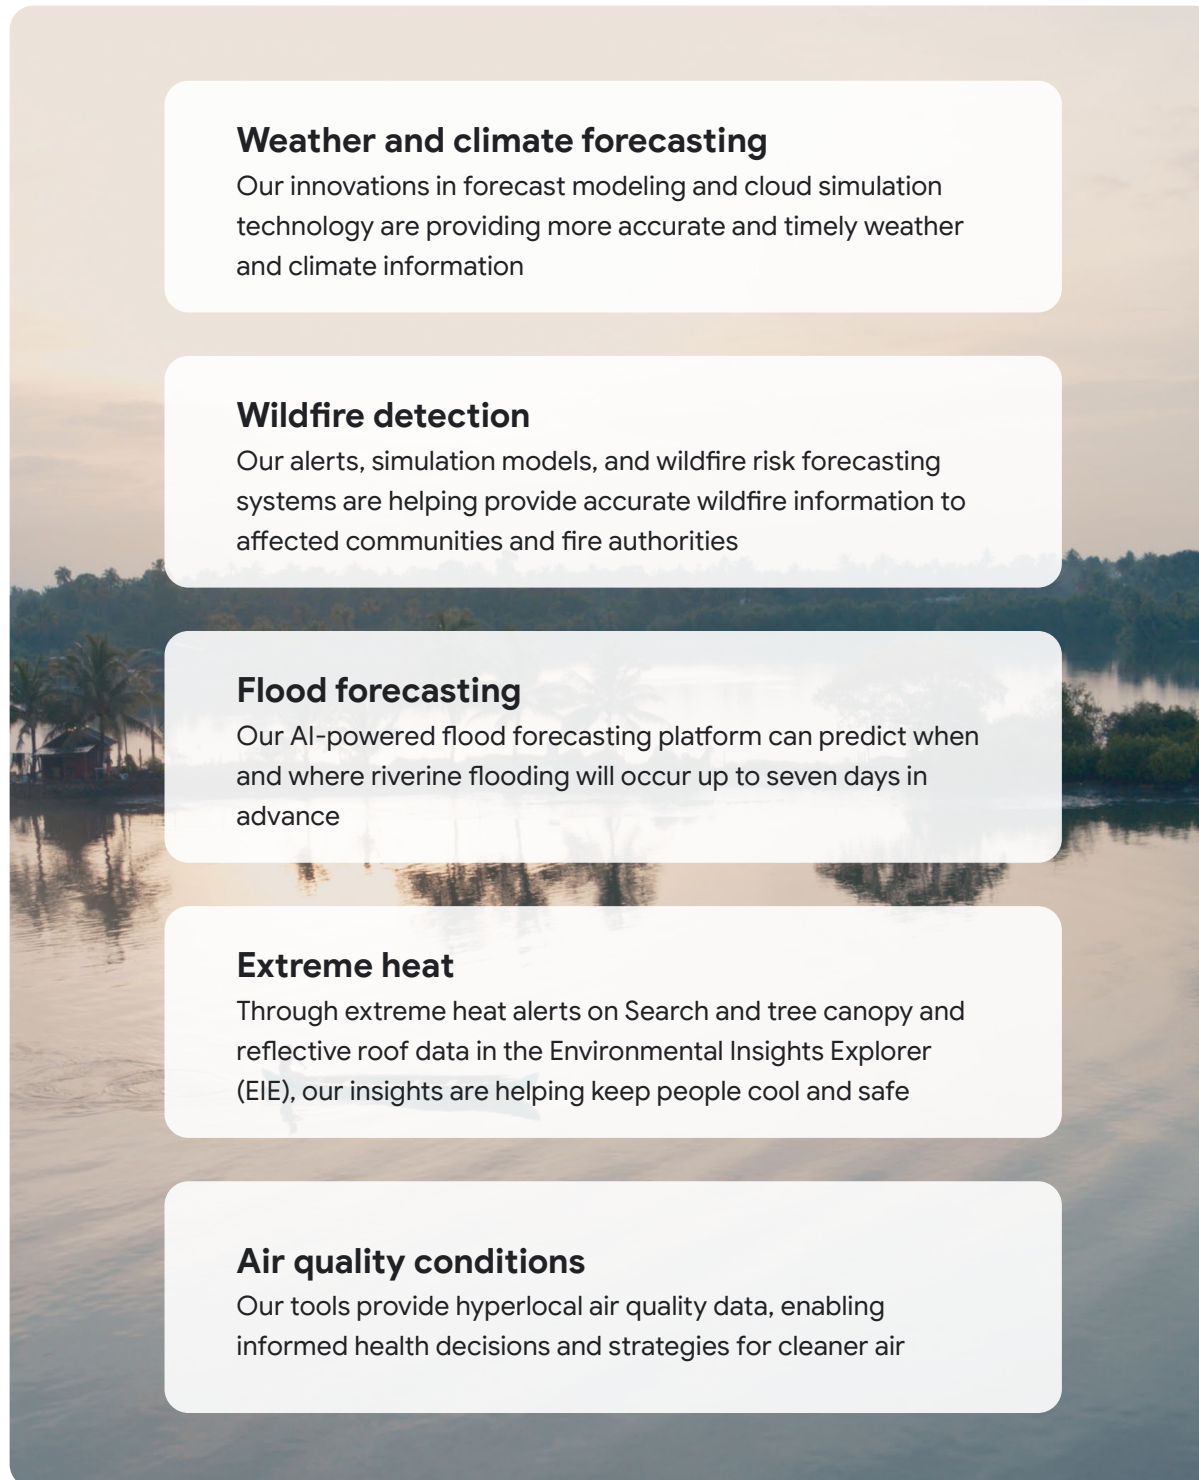 Weather and climate forecasting
Our innovations in forecast modeling and cloud simulation
technology are providing more accurate and timely weather
and climate information
Wildfire detection
Our alerts, simulation models, and wildfire risk forecasting
systems are helping provide accurate wildfire information to
affected communities and fire authorities
Flood forecasting
Our AI-powered flood forecasting platform can predict when
and where riverine flooding will occur up to seven days in
advance
Extreme heat
Through extreme heat alerts on Search and tree canopy and
reflective roof data in the Environmental Insights Explorer
(EIE), our insights are helping keep people cool and safe
Air quality conditions
Our tools provide hyperlocal air quality data, enabling
informed health decisions and strategies for cleaner air